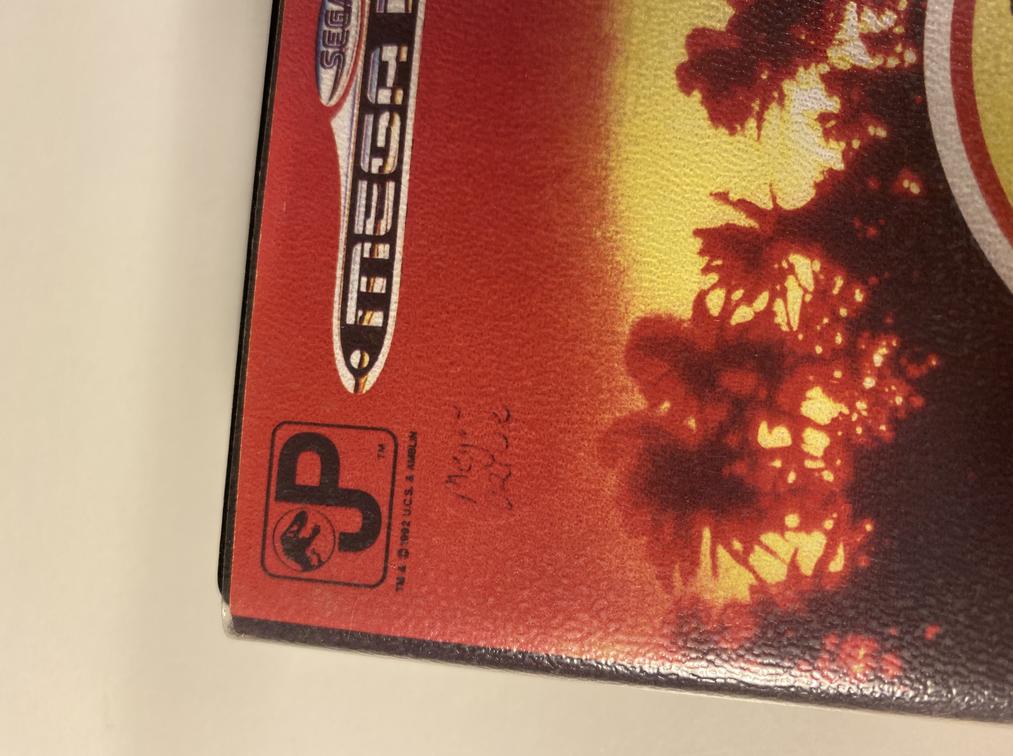 SEGA
MEGA
JP
TM
TM & © 1992 U.C.S. & AMBLIN